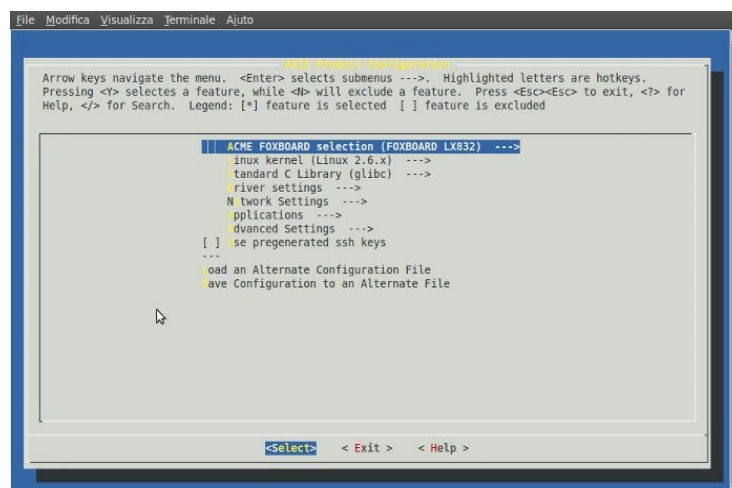 File Modifica Visualizza Terminale Aiuto
AXIS Product Configuration
Arrow keys navigate the menu. <Enter> selects submenus --->. Highlighted letters are hotkeys.
Pressing <Y> selectes a feature, while <N> will exclude a feature. Press <Esc><Esc> to exit, <?> for
Help, </> for Search. Legend: [*] feature is selected [ ] feature is excluded
ACME FOXBOARD selection (FOXBOARD LX832) --->
Linux kernel (Linux 2.6.x) --->
Standard C Library (glibc) --->
Driver settings --->
Network Settings --->
Applications --->
Advanced Settings --->
[ ] Use pregenerated ssh keys
---
Load an Alternate Configuration File
Save Configuration to an Alternate File
<Select> < Exit > < Help >